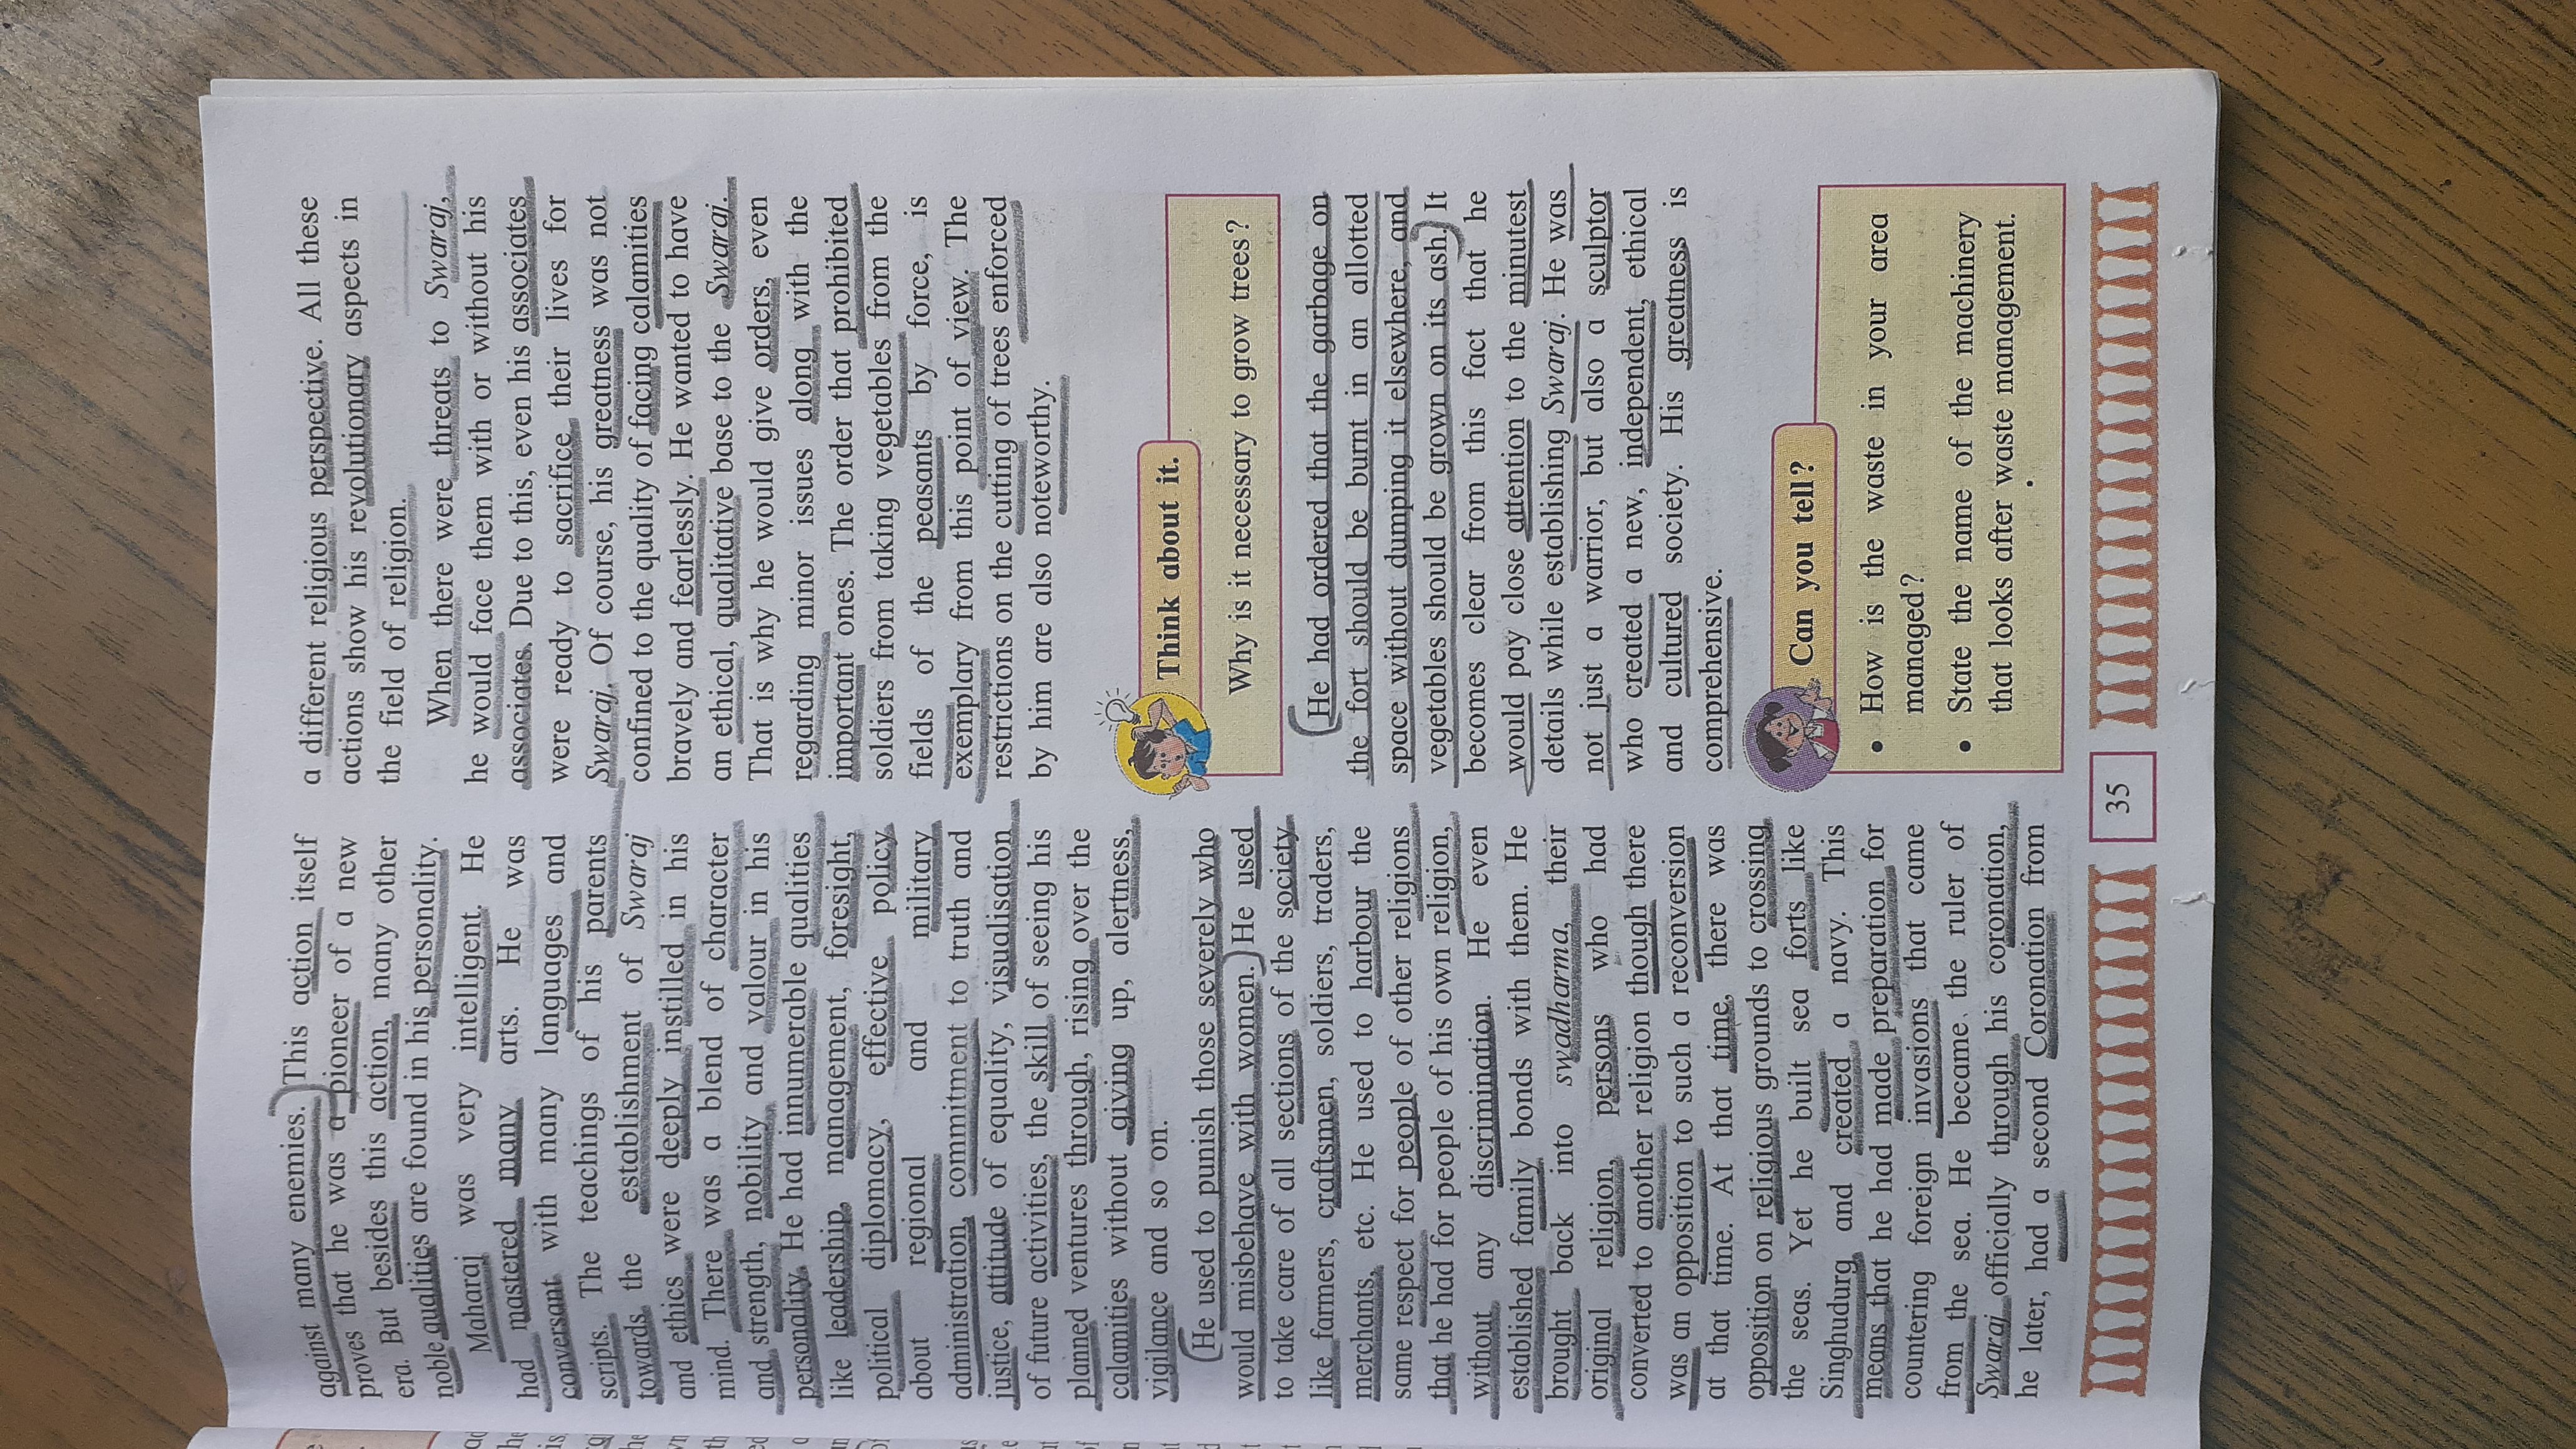 against many enemies. This action itself
proves that he was a pioneer of a new
era. But besides this action, many other
noble qualities are found in his personality.
Maharaj was very intelligent. He
had mastered many arts. He was
conversant with many languages and
scripts. The teachings of his parents
towards the establishment of Swaraj
and ethics were deeply instilled in his
mind. There was a blend of character
and strength, nobility and valour in his
personality. He had innumerable qualities
like leadership, management, foresight,
political diplomacy, effective policy
about regional and military
administration, commitment to truth and
justice, attitude of equality, visualisation
of future activities, the skill of seeing his
planned ventures through, rising over the
calamities without giving up, alertness,
vigilance and so on.
He used to punish those severely who
would misbehave with women. He used
to take care of all sections of the society
like farmers, craftsmen, soldiers, traders,
merchants, etc. He used to harbour the
same respect for people of other religions
that he had for people of his own religion,
without any discrimination. He even
established family bonds with them. He
brought back into swadharma, their
original religion, persons who had
converted to another religion though there
was an opposition to such a reconversion
at that time. At that time, there was
opposition on religious grounds to crossing
the seas. Yet he built sea forts like
Singhudurg and created a navy. This
means that he had made preparation for
countering foreign invasions that came
from the sea. He became the ruler of
Swaraj officially through his coronation,
he later, had a second Coronation from
a different religious perspective. All these
actions show his revolutionary aspects in
the field of religion.
When there were threats to Swaraj,
he would face them with or without his
associates. Due to this, even his associates
were ready to sacrifice their lives for
Swaraj. Of course, his greatness was not
confined to the quality of facing calamities
bravely and fearlessly. He wanted to have
an ethical, qualitative base to the Swaraj.
That is why he would give orders, even
regarding minor issues along with the
important ones. The order that prohibited
soldiers from taking vegetables from the
fields of the peasants by force, is
exemplary from this point of view. The
restrictions on the cutting of trees enforced
by him are also noteworthy.
Think about it.
Why is it necessary to grow trees?
He had ordered that the garbage on
the fort should be burnt in an allotted
space without dumping it elsewhere, and
vegetables should be grown on its ash. It
becomes clear from this fact that he
would pay close attention to the minutest
details while establishing Swaraj. He was
not just a warrior, but also a sculptor
who created a new, independent, ethical
and cultured society. His greatness is
comprehensive.
Can you tell?
• How is the waste in your area
managed?
• State the name of the machinery
that looks after waste management.
35